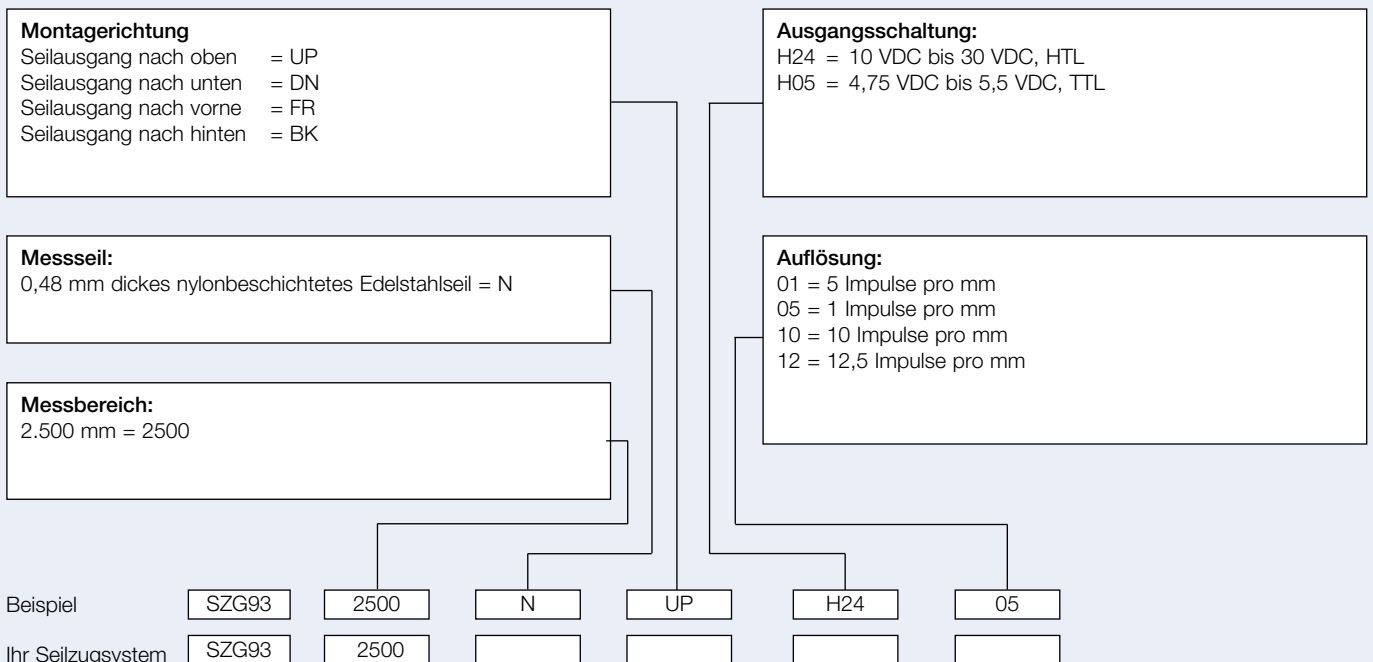 Montagerichtung
Seilausgang nach oben = UP
Seilausgang nach unten = DN
Seilausgang nach vorne = FR
Seilausgang nach hinten = BK
Messseil:
0,48 mm dickes nylonbeschichtetes Edelstahlseil = N
Messbereich:
2.500 mm = 2500
Ausgangsschaltung:
H24 = 10 VDC bis 30 VDC, HTL
H05 = 4,75 VDC bis 5,5 VDC, TTL
Auflösung:
01 = 5 Impulse pro mm
05 = 1 Impulse pro mm
10 = 10 Impulse pro mm
12 = 12,5 Impulse pro mm
Beispiel SZG93 2500 N UP H24 05
Ihr Seilzugsystem SZG93 2500